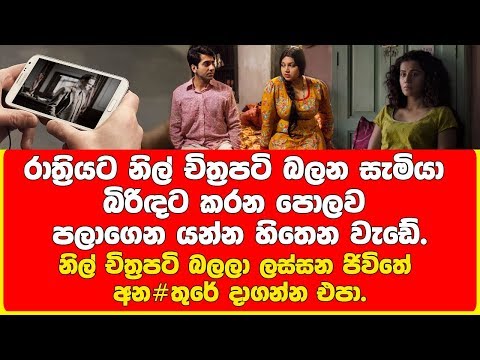 රාත්‍රියට නිල් චිත්‍රපටි බලන සැමියා
බිරිඳට කරන පොලව
පලාගෙන යන්න හිතෙන වැඩේ.
නිල් චිත්‍රපටි බලලා ලස්සන ජිවිතේ
අන#තුරේ දාගන්න එපා.